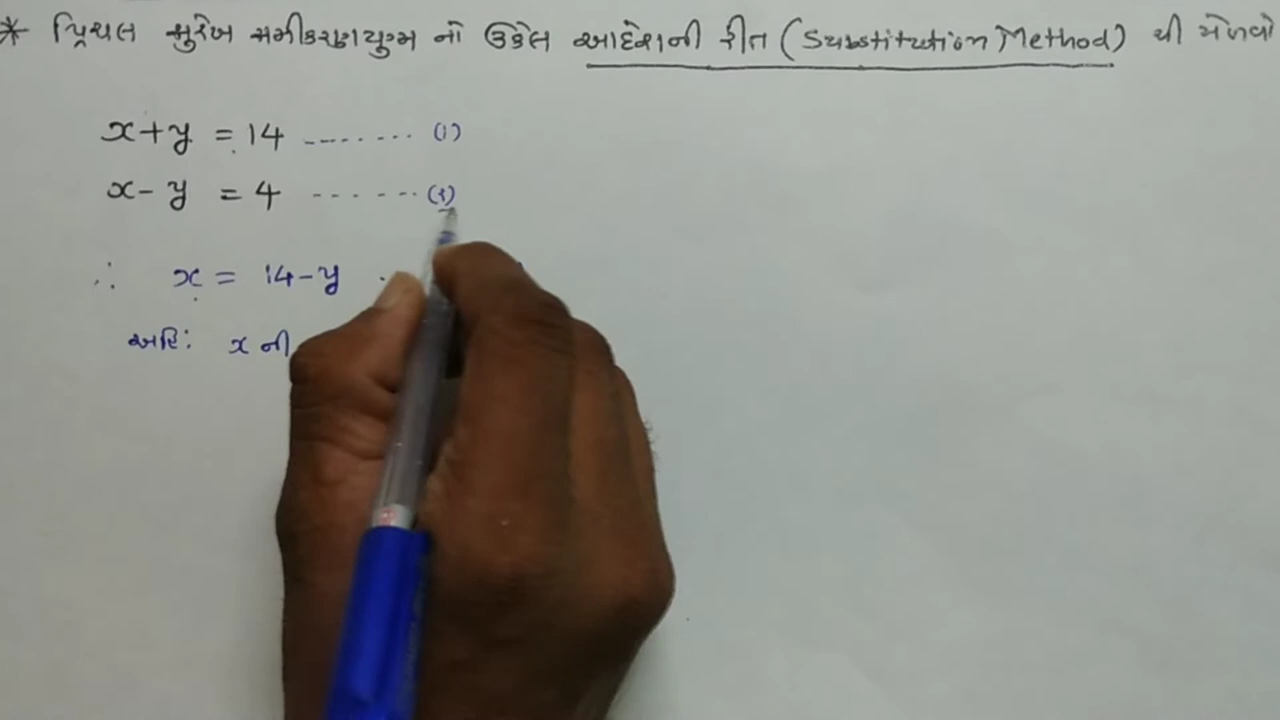 * દ્વિચલ સુરેખ સમીકરણયુગ્મ નો ઉકેલ આદેશની રીત (Substitution Method) થી મેળવો
x+y = 14 ........ (1)
x-y = 4 ........ (2)
∴ x = 14-y
અહિં x ની